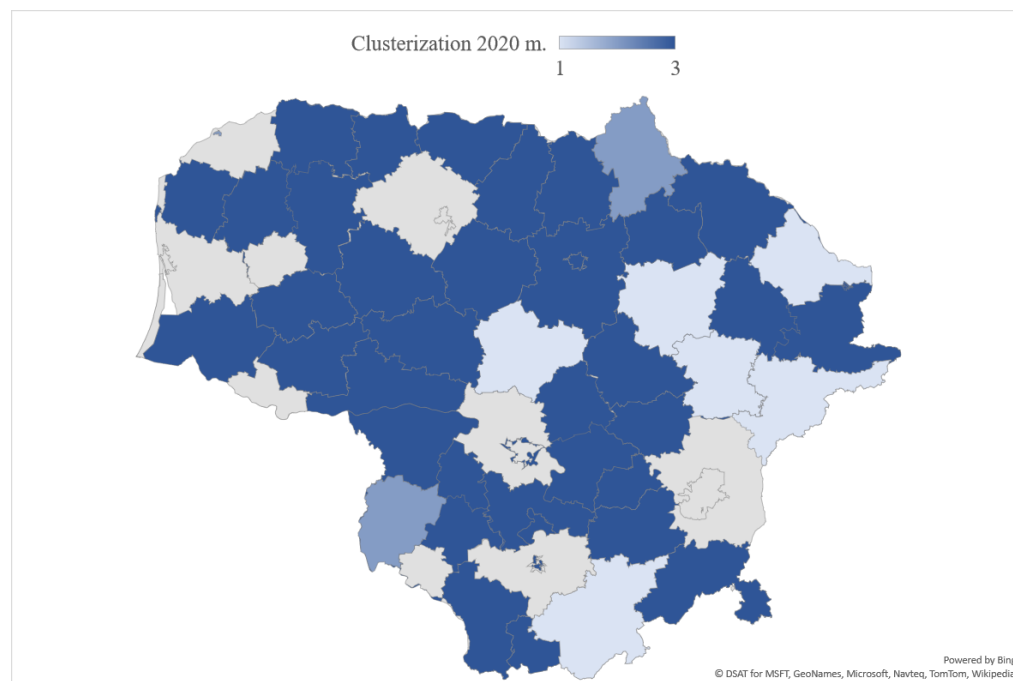 Clusterization 2020 m.
1 3
Powered by Bing
© DSAT for MSFT, GeoNames, Microsoft, Navteq, TomTom, Wikipedia